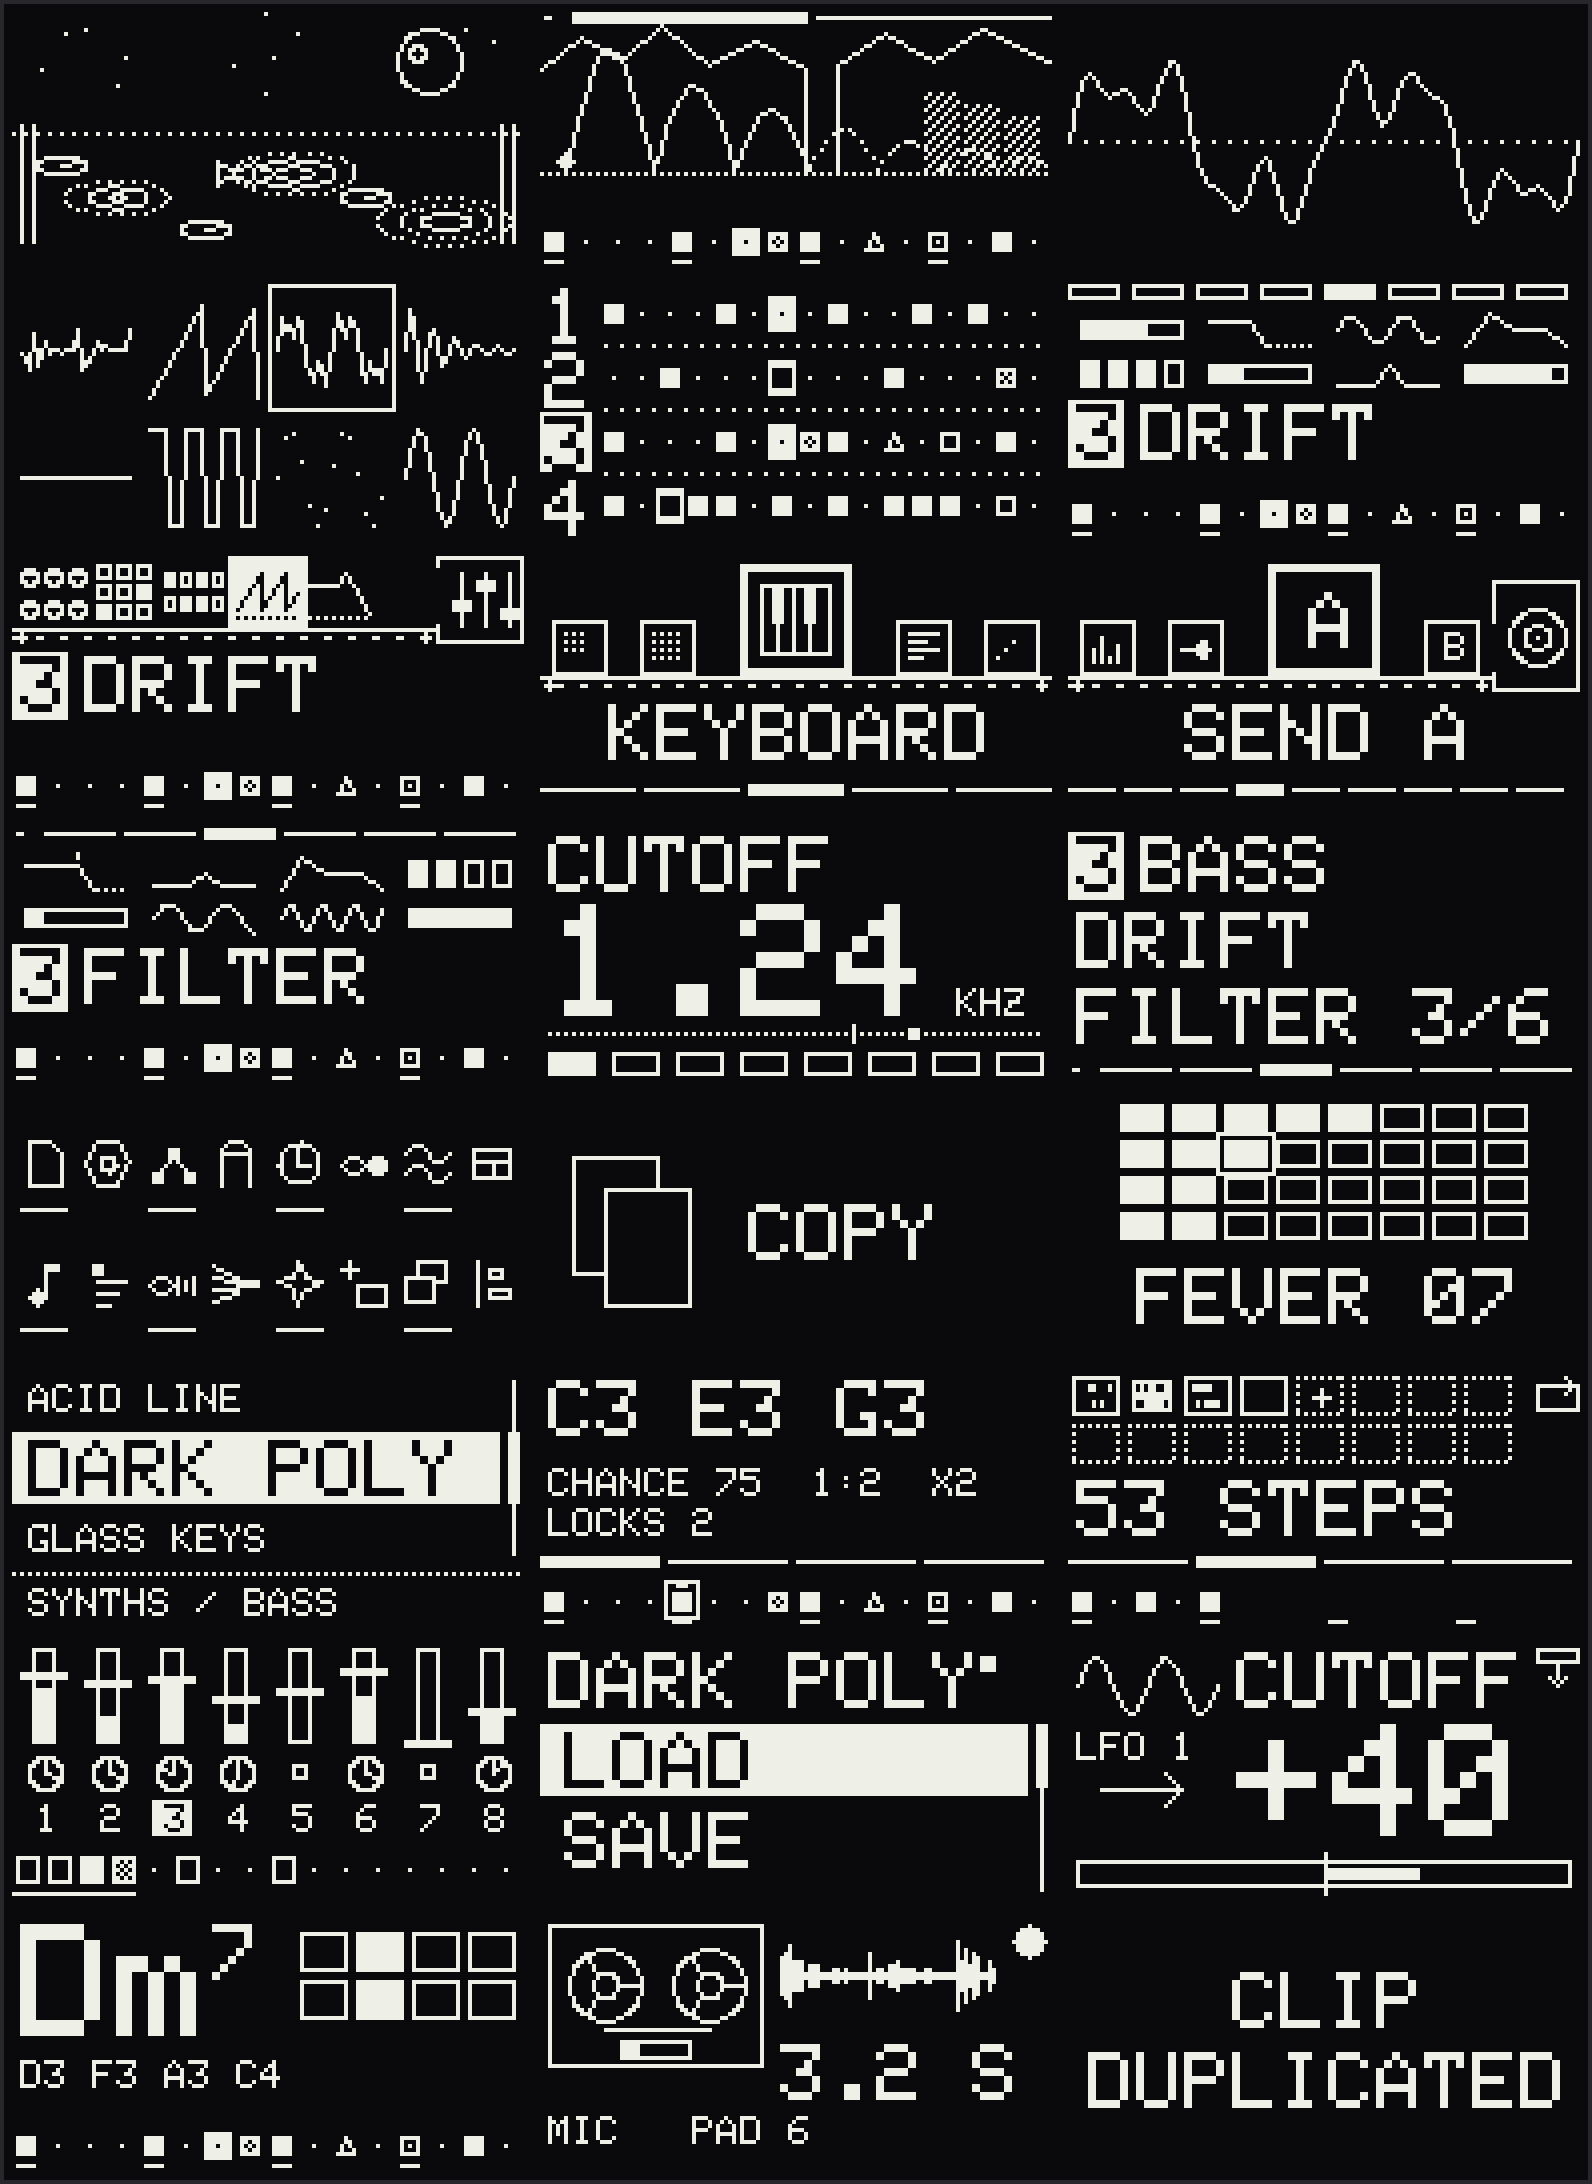 1
2
3
4
3 DRIFT
3 DRIFT
KEYBOARD
A
B
SEND A
3 FILTER
CUTOFF
1.24 KHZ
3 BASS
DRIFT
FILTER 3/6
COPY
FEVER 07
ACID LINE
DARK POLY
GLASS KEYS
SYNTHS / BASS
C3 E3 G3
CHANCE 75 1:2 X2
LOCKS 2
53 STEPS
1 2 3 4 5 6 7 8
DARK POLY
LOAD
SAVE
CUTOFF
LFO 1
+40
Dm7
D3 F3 A3 C4
3.2 S
MIC PAD 6
CLIP
DUPLICATED